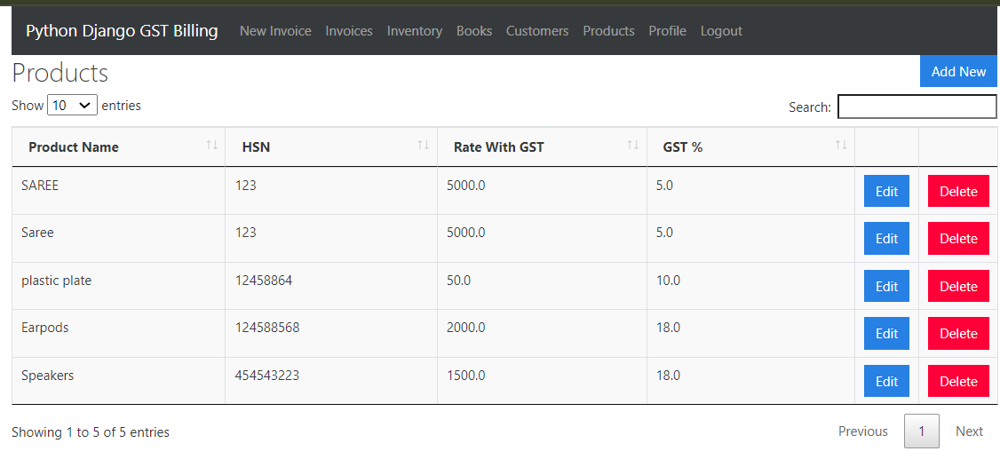 Python Django GST Billing New Invoice Invoices Inventory Books Customers Products Profile Logout
Products Add New
Show 10 entries Search:
Product Name HSN Rate With GST GST %
SAREE 123 5000.0 5.0 Edit Delete
Saree 123 5000.0 5.0 Edit Delete
plastic plate 12458864 50.0 10.0 Edit Delete
Earpods 124588568 2000.0 18.0 Edit Delete
Speakers 454543223 1500.0 18.0 Edit Delete
Showing 1 to 5 of 5 entries Previous 1 Next